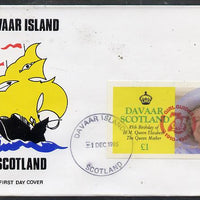 DAVAAR ISLAND
SCOTLAND
FIRST DAY COVER
DAVAAR
SCOTLAND
85th Birthday of
H.M. Queen Elizabeth
The Queen Mother
£1
DAVAAR ISLAND
1 DEC 1985
SCOTLAND